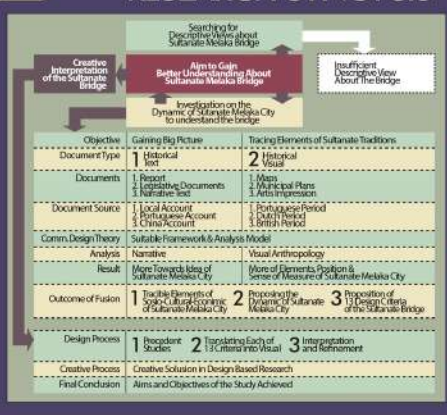 Searching for
Descriptive Views about
Sultanate Melaka Bridge
Creative
Interpretation
of the Sultanate
Bridge
Aim to Gain
Better Understanding About
Sultanate Melaka Bridge
Insufficient
Descriptive View
About The Bridge
Investigation on the
Dynamic of Sultanate Melaka City
to understand the bridge
Objective Gaining Big Picture Tracing Elements of Sultanate Traditions
Document Type 1 Historical Text 2 Historical Visual
Documents 1. Report 1. Maps
2. Legislative Documents 2. Municipal Plans
3. Narrative Text 3. Artis Impression
Document Source 1. Local Account 1. Portuguese Period
2. Portuguese Account 2. Dutch Period
3. China Account 3. British Period
Comm. Design Theory Suitable Framework & Analysis Model
Analysis Narrative Visual Anthropology
Result More Towards Idea of More of Elements, Position &
Sultanate Melaka City Sense of Measure of Sultanate Melaka City
Outcome of Fusion 1 Tracible Elements of Sosio-Cultural-Econimic of Sultanate Melaka City 2 Proposing the Dynamic of Sultanate Melaka City 3 Proposition of 13 Design Criteria of the Sultanate Bridge
Design Process 1 Precedent Studies 2 Translating Each of 13 Criteria into Visual 3 Interpretation and Refinement
Creative Process Creative Solusion in Design Based Research
Final Conclusion Aims and Objectives of the Study Achieved